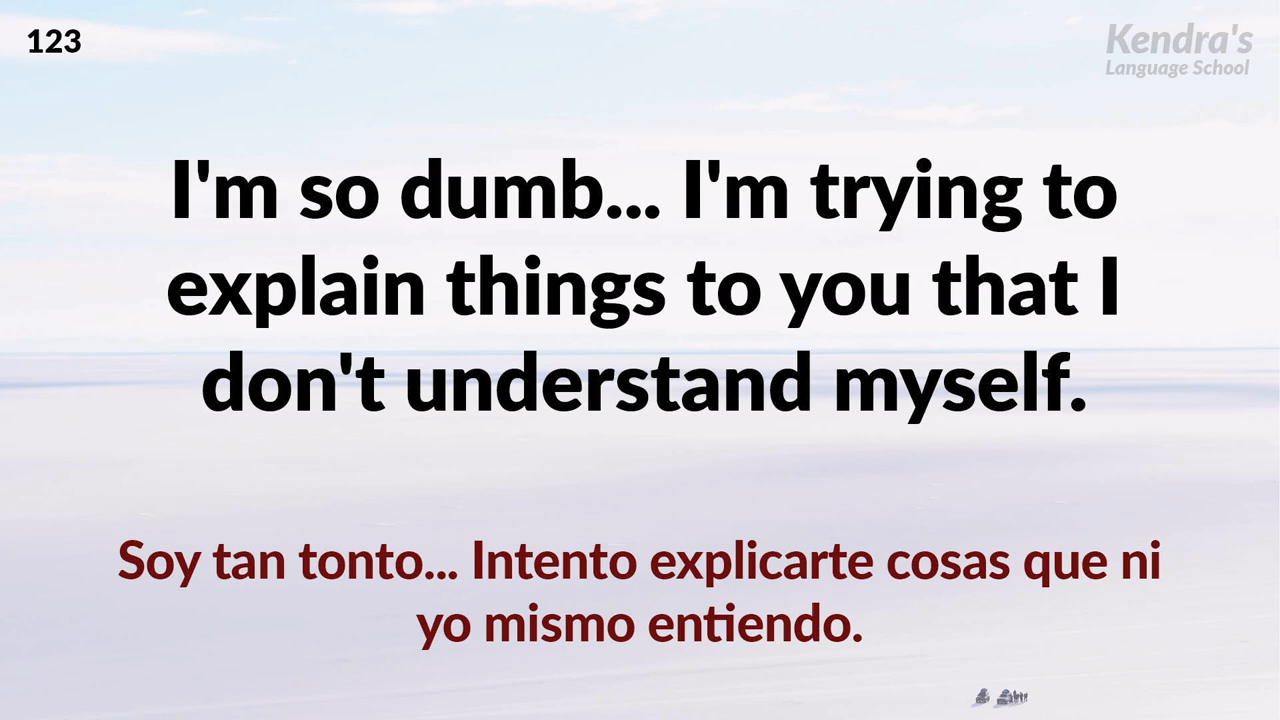 123
Kendra's
Language School
I'm so dumb... I'm trying to
explain things to you that I
don't understand myself.
Soy tan tonto... Intento explicarte cosas que ni
yo mismo entiendo.